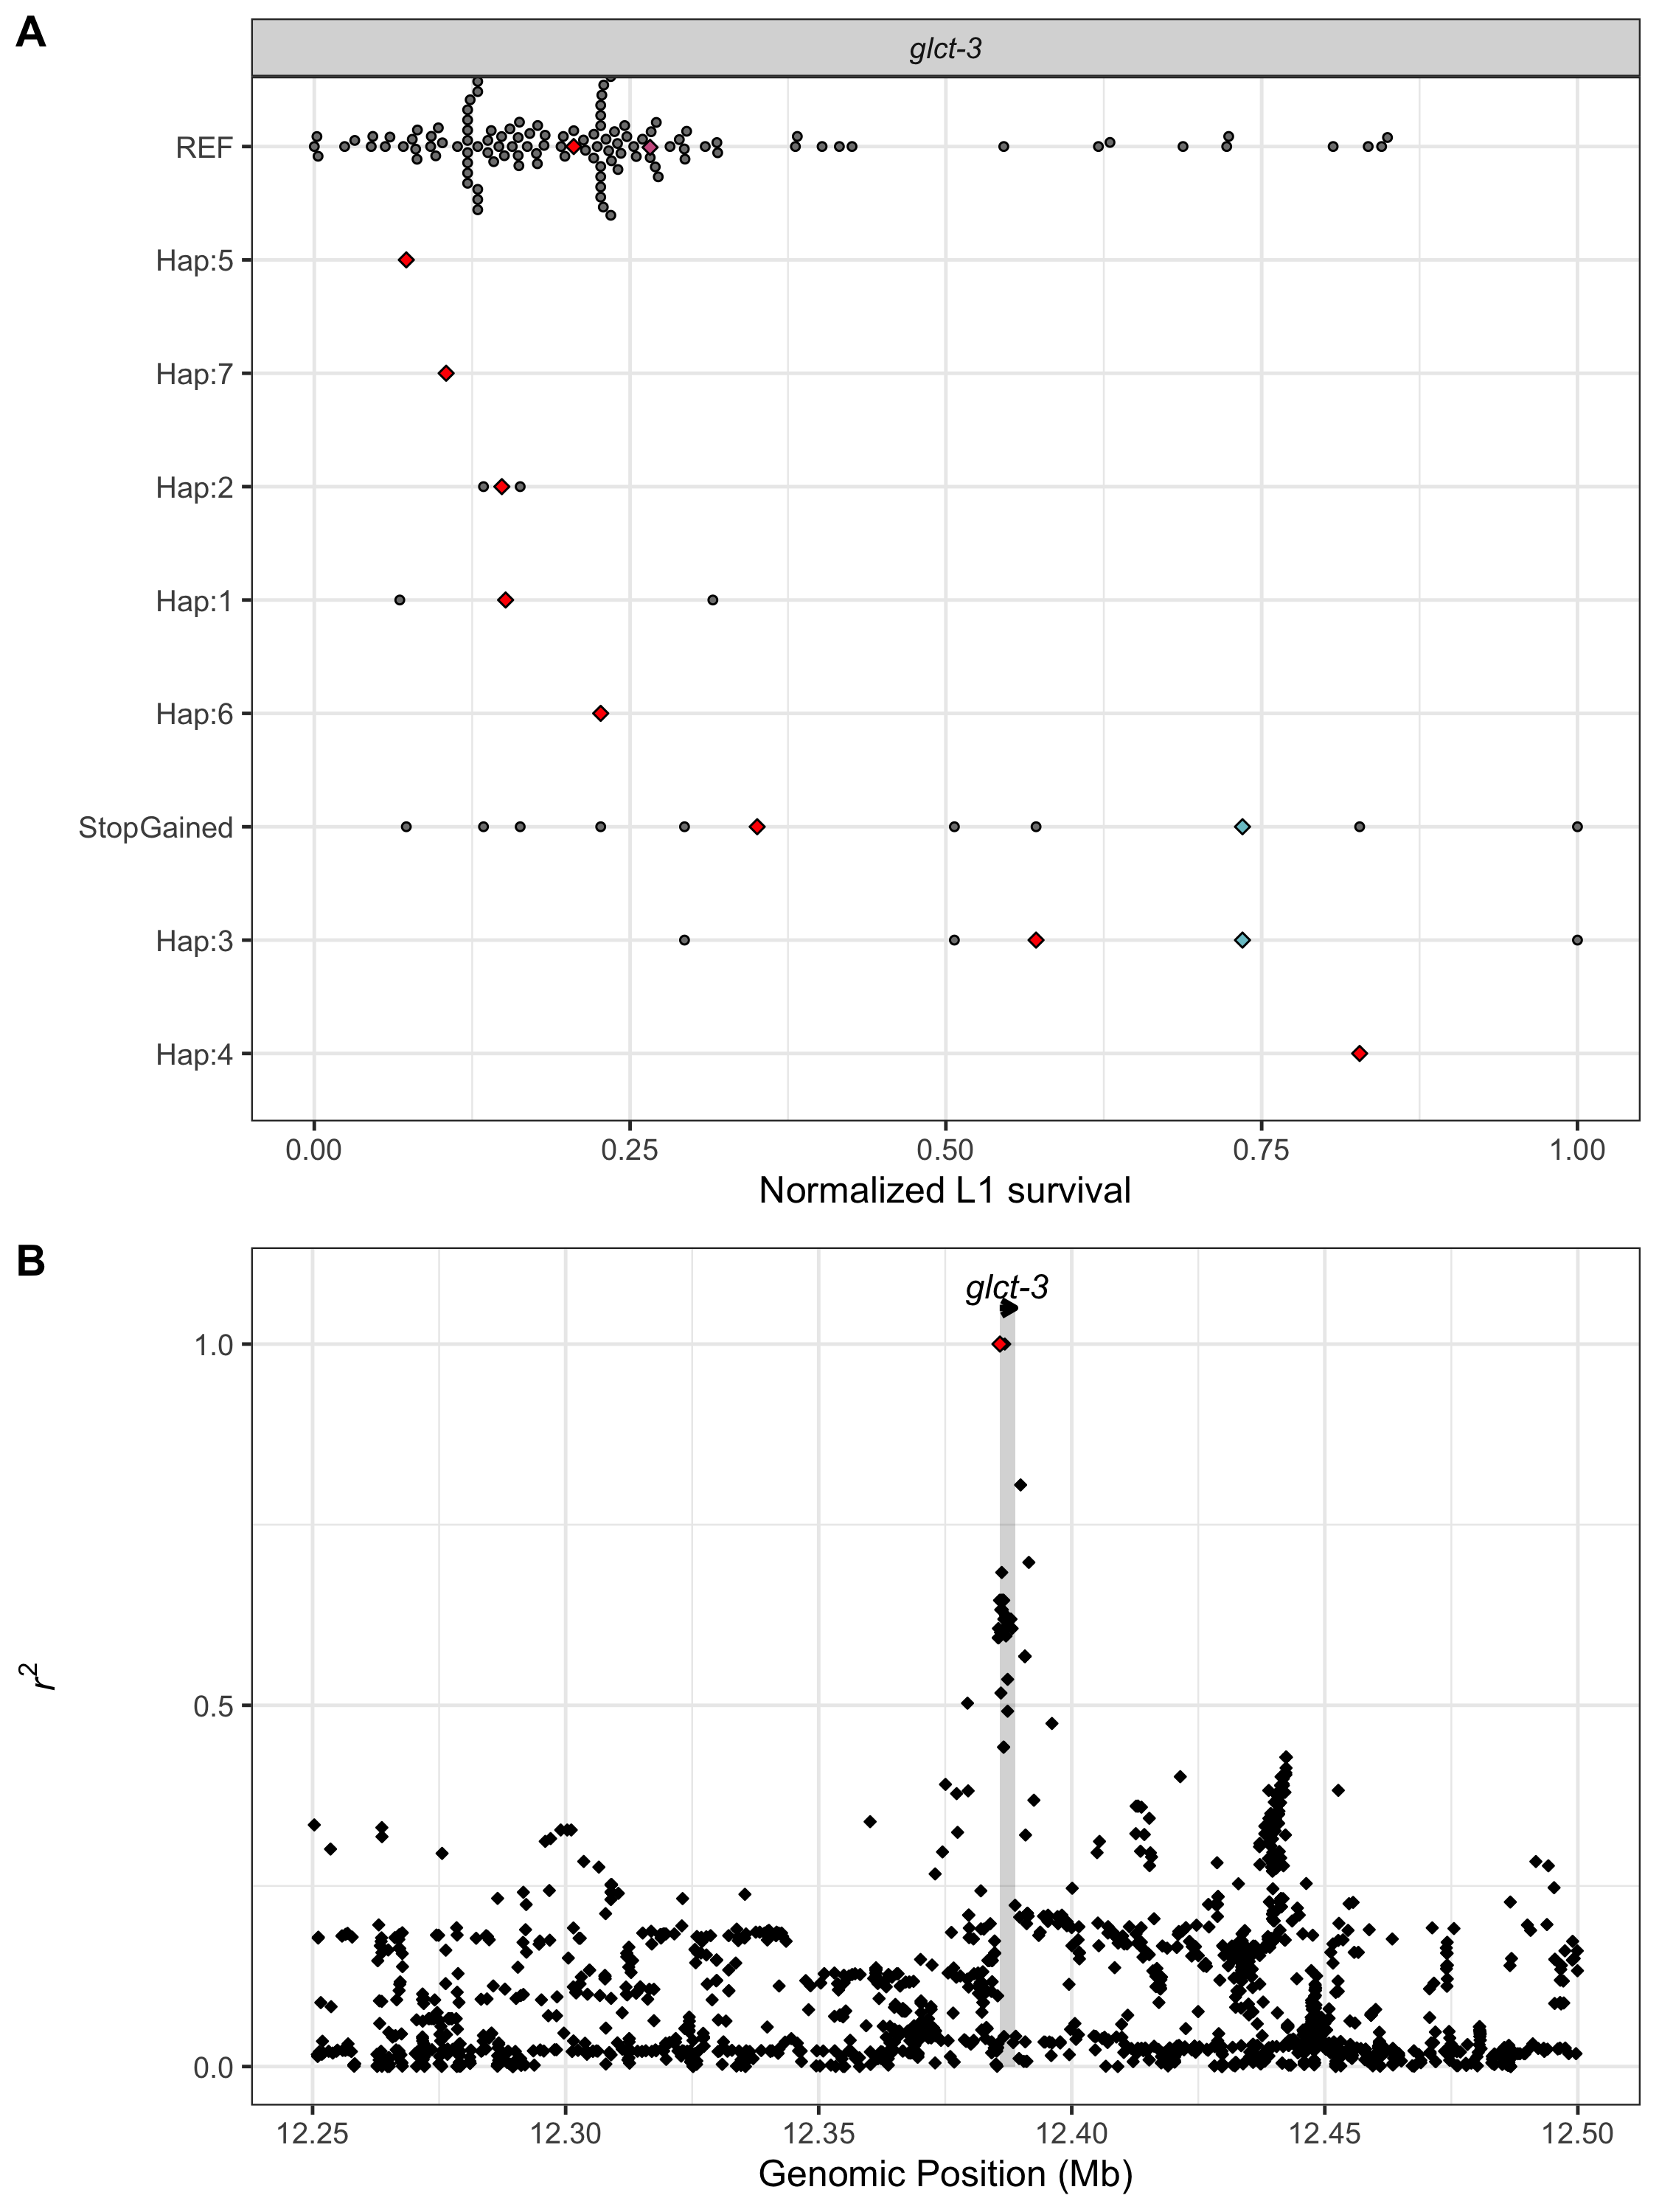 A
glct-3
REF
Hap:5
Hap:7
Hap:2
Hap:1
Hap:6
StopGained
Hap:3
Hap:4
0.00 0.25 0.50 0.75 1.00
Normalized L1 survival
B
glct-3
1.0
0.5
0.0
r²
12.25 12.30 12.35 12.40 12.45 12.50
Genomic Position (Mb)